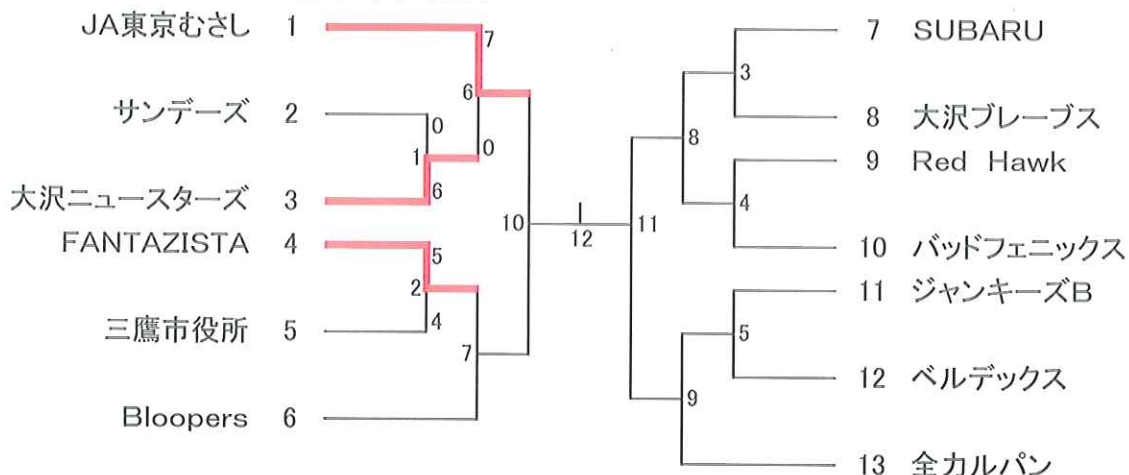 JA東京むさし 1
サンデーズ 2
大沢ニュースターズ 3
FANTAZISTA 4
三鷹市役所 5
Bloopers 6
7
6
0
0
1
6
5
2
4
7
10
12
11
8
3
4
5
9
7 SUBARU
8 大沢ブレーブス
9 Red Hawk
10 バッドフェニックス
11 ジャンキーズB
12 ベルデックス
13 全カルパン